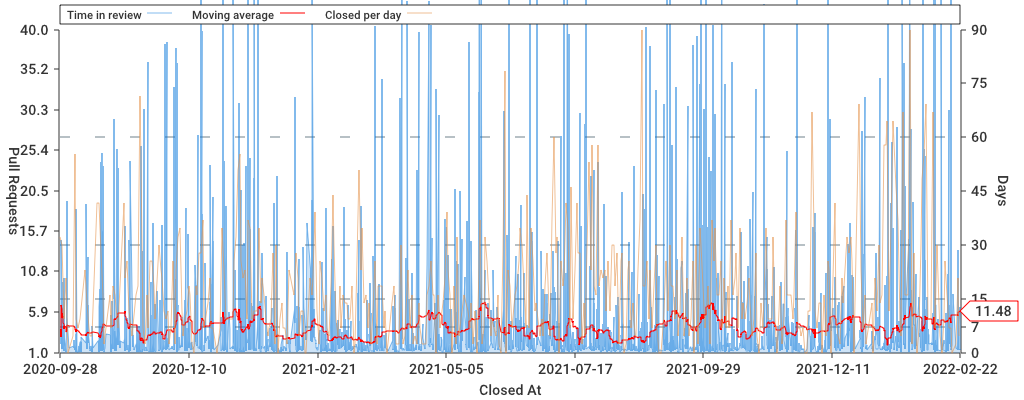 Time in review Moving average Closed per day
40.0 90
35.2 75
30.3 60
25.4
20.5 45
15.7 30
10.8 15
11.48
5.9 7
1.0 0
Pull Requests
Days
2020-09-28 2020-12-10 2021-02-21 2021-05-05 2021-07-17 2021-09-29 2021-12-11 2022-02-22
Closed At